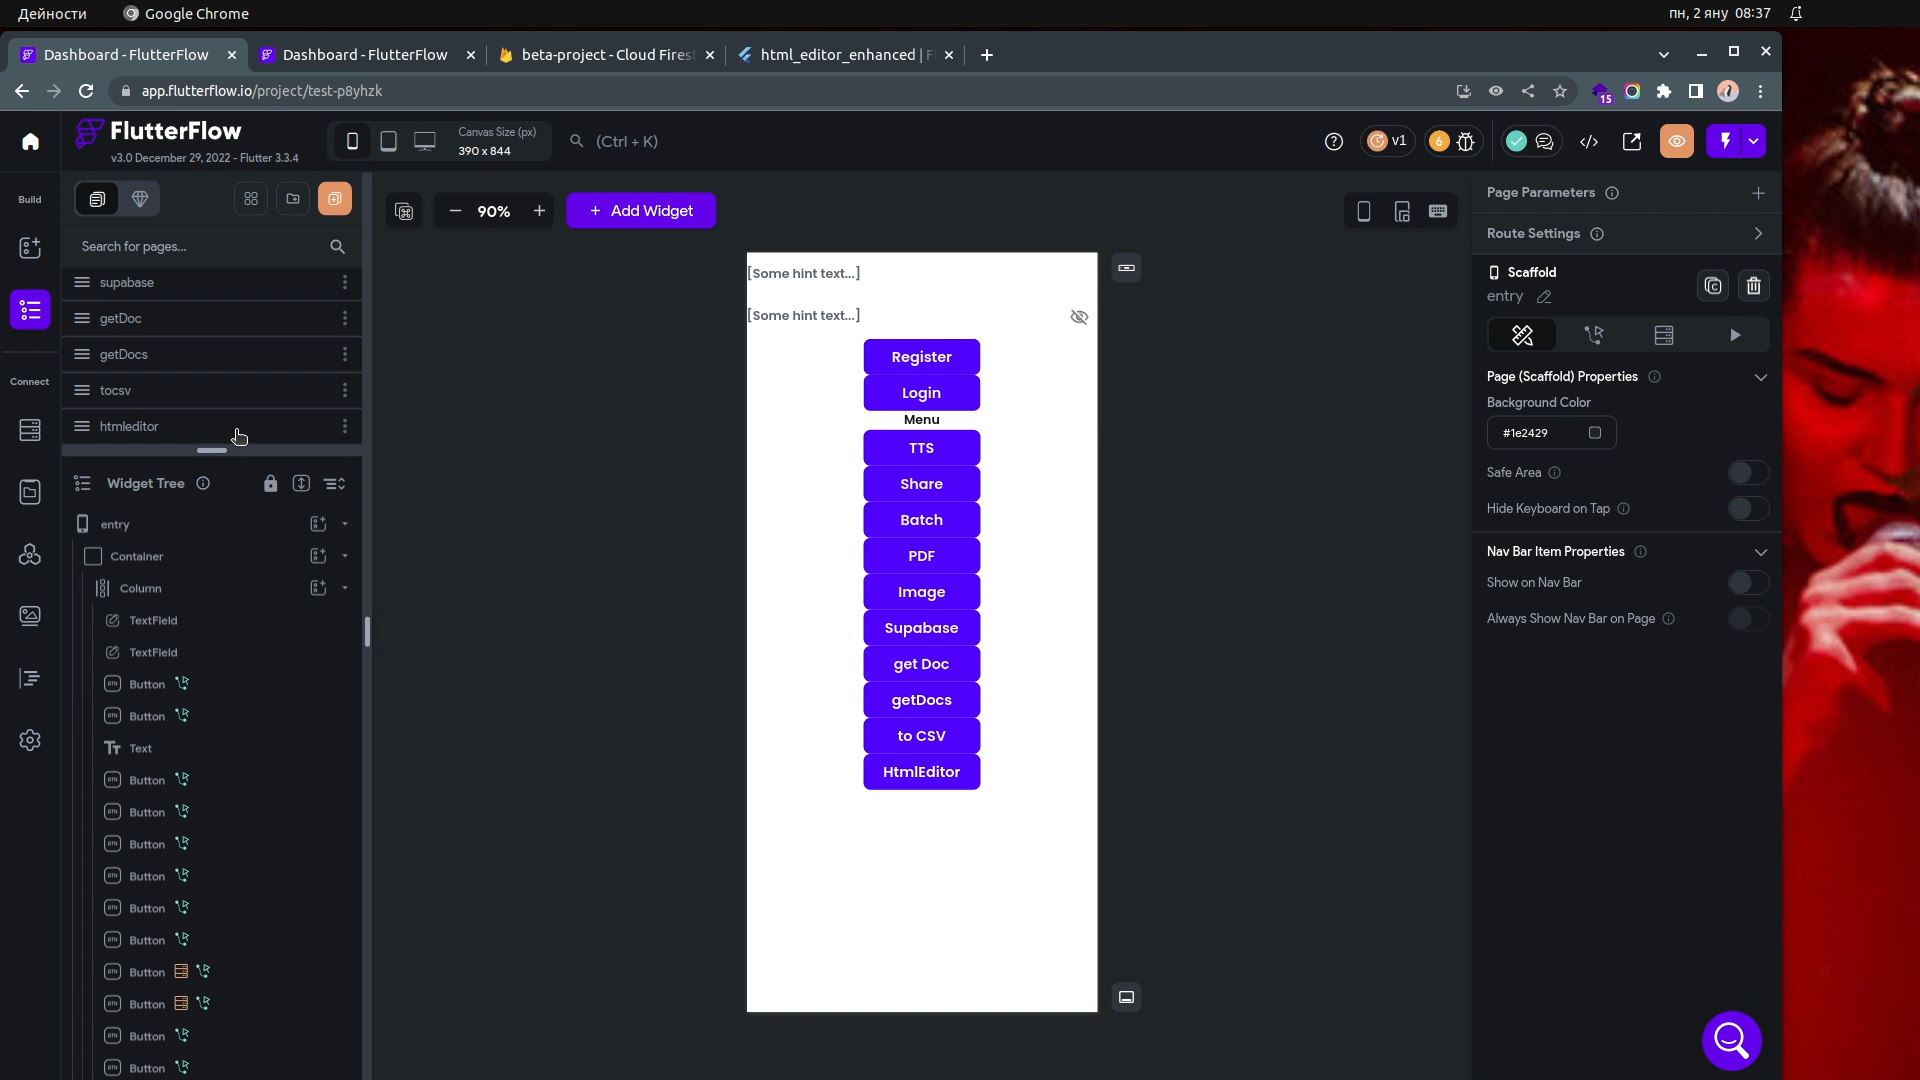 Дейности
Google Chrome
пн, 2 яну 08:37
Dashboard - FlutterFlow
Dashboard - FlutterFlow
beta-project - Cloud Firest
html_editor_enhanced | F
app.flutterflow.io/project/test-p8yhzk
15
FlutterFlow
v3.0 December 29, 2022 - Flutter 3.3.4
Canvas Size (px)
390 x 844
(Ctrl + K)
v1
6
Build
Connect
Search for pages...
supabase
getDoc
getDocs
tocsv
htmleditor
Widget Tree
entry
Container
Column
TextField
TextField
Button
Button
Text
Button
Button
Button
Button
Button
Button
Button
Button
Button
Button
90%
+ Add Widget
[Some hint text...]
[Some hint text...]
Register
Login
Menu
TTS
Share
Batch
PDF
Image
Supabase
get Doc
getDocs
to CSV
HtmlEditor
Page Parameters
Route Settings
Scaffold
entry
Page (Scaffold) Properties
Background Color
#1e2429
Safe Area
Hide Keyboard on Tap
Nav Bar Item Properties
Show on Nav Bar
Always Show Nav Bar on Page